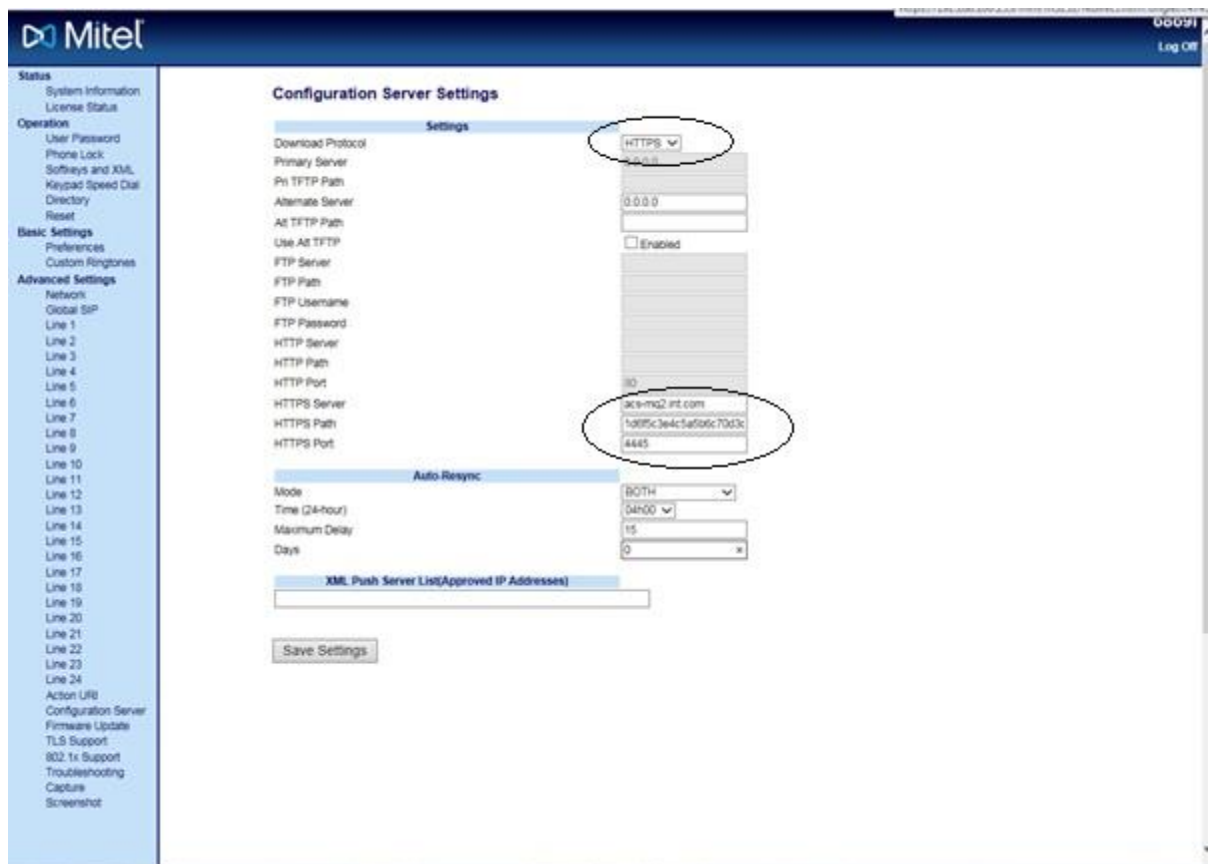 Mitel
Log Off
Status
System Information
License Status
Operation
User Password
Phone Lock
Softkeys and XML
Keypad Speed Dial
Directory
Reset
Basic Settings
Preferences
Custom Ringtones
Advanced Settings
Network
Global SIP
Line 1
Line 2
Line 3
Line 4
Line 5
Line 6
Line 7
Line 8
Line 9
Line 10
Line 11
Line 12
Line 13
Line 14
Line 15
Line 16
Line 17
Line 18
Line 19
Line 20
Line 21
Line 22
Line 23
Line 24
Action URI
Configuration Server
Firmware Update
TLS Support
802.1x Support
Troubleshooting
Capture
Screenshot
Configuration Server Settings
Settings
Download Protocol HTTPS
Primary Server 0.0.0.0
Pri TFTP Path
Alternate Server 0.0.0.0
Alt TFTP Path
Use Alt TFTP Enabled
FTP Server
FTP Path
FTP Username
FTP Password
HTTP Server
HTTP Path
HTTP Port 80
HTTPS Server acs-mq2.int.com
HTTPS Path
HTTPS Port 4445
Auto-Resync
Mode BOTH
Time (24-hour) 04h00
Maximum Delay 15
Days 0
XML Push Server List(Approved IP Addresses)
Save Settings